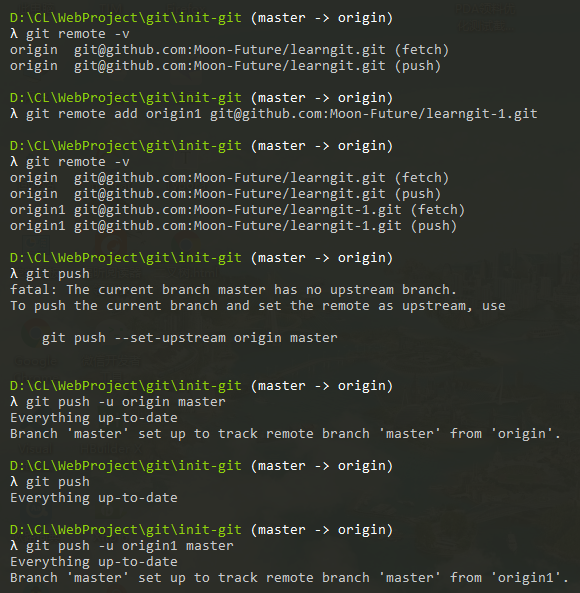 D:\CL\WebProject\git\init-git (master -> origin)
λ git remote -v
origin  git@github.com:Moon-Future/learngit.git (fetch)
origin  git@github.com:Moon-Future/learngit.git (push)
D:\CL\WebProject\git\init-git (master -> origin)
λ git remote add origin1 git@github.com:Moon-Future/learngit-1.git
D:\CL\WebProject\git\init-git (master -> origin)
λ git remote -v
origin  git@github.com:Moon-Future/learngit.git (fetch)
origin  git@github.com:Moon-Future/learngit.git (push)
origin1 git@github.com:Moon-Future/learngit-1.git (fetch)
origin1 git@github.com:Moon-Future/learngit-1.git (push)
D:\CL\WebProject\git\init-git (master -> origin)
λ git push
fatal: The current branch master has no upstream branch.
To push the current branch and set the remote as upstream, use
    git push --set-upstream origin master
D:\CL\WebProject\git\init-git (master -> origin)
λ git push -u origin master
Everything up-to-date
Branch 'master' set up to track remote branch 'master' from 'origin'.
D:\CL\WebProject\git\init-git (master -> origin)
λ git push
Everything up-to-date
D:\CL\WebProject\git\init-git (master -> origin)
λ git push -u origin1 master
Everything up-to-date
Branch 'master' set up to track remote branch 'master' from 'origin1'.